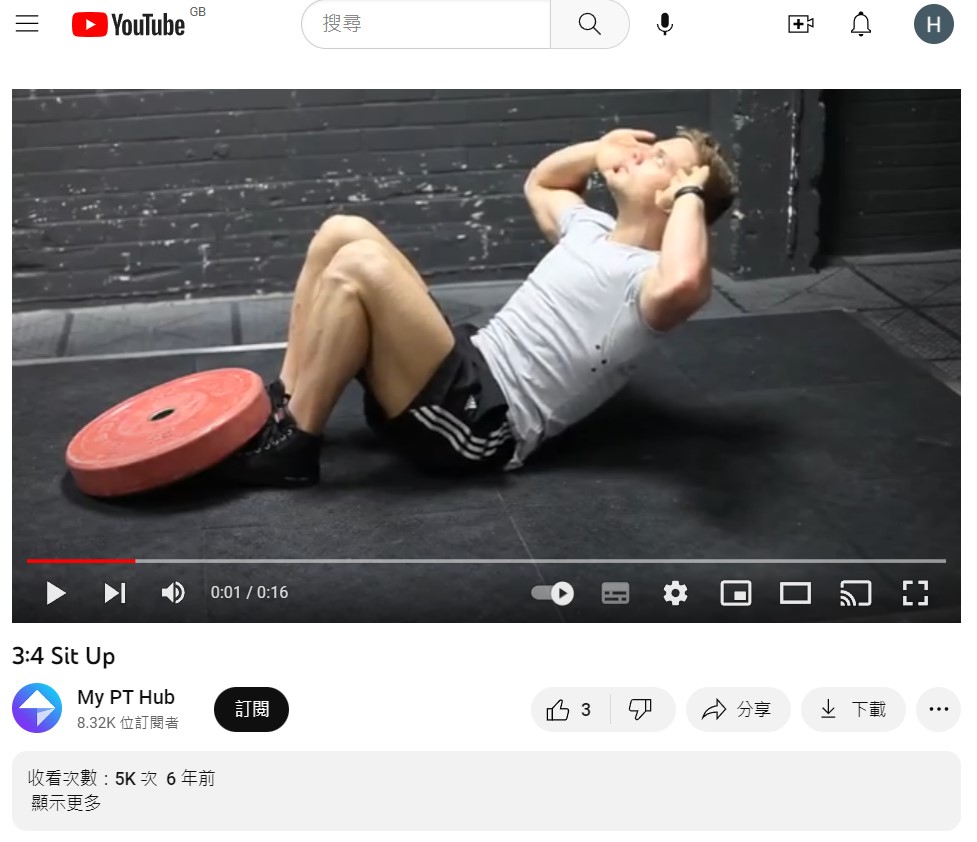 YouTube GB
搜尋
H
0:01 / 0:16
3:4 Sit Up
My PT Hub
8.32K 位訂閱者
訂閱
3
分享
下載
收看次數：5K 次 6 年前
顯示更多